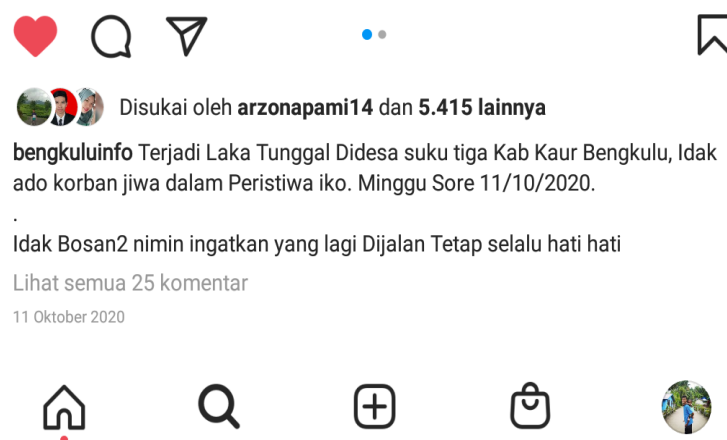 Disukai oleh arzonapami14 dan 5.415 lainnya
bengkuluinfo Terjadi Laka Tunggal Didesa suku tiga Kab Kaur Bengkulu, Idak
ado korban jiwa dalam Peristiwa iko. Minggu Sore 11/10/2020.
.
Idak Bosan2 nimin ingatkan yang lagi Dijalan Tetap selalu hati hati
Lihat semua 25 komentar
11 Oktober 2020